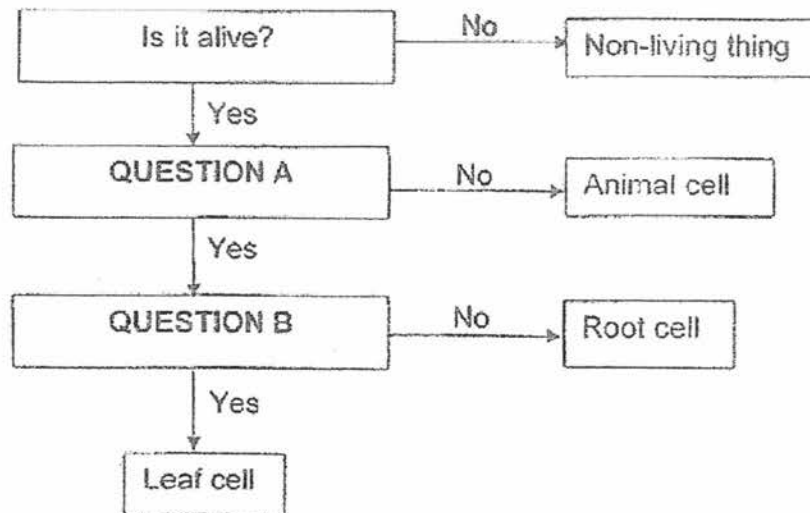 Is it alive?
No
Non-living thing
Yes
QUESTION A
No
Animal cell
Yes
QUESTION B
No
Root cell
Yes
Leaf cell